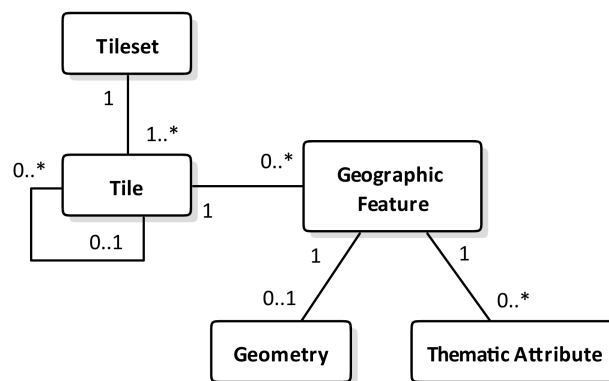 Tileset
1
1..*
0..*
0..*
Tile
Geographic
Feature
1
0..1
1
1
0..1
0..*
Geometry
Thematic Attribute